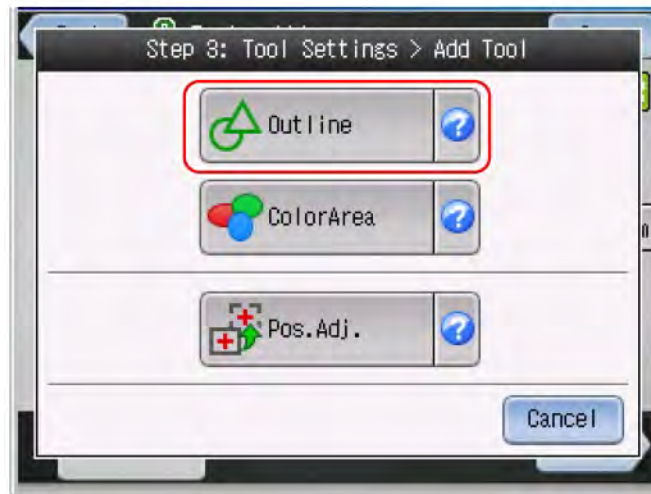 Step 3: Tool Settings > Add Tool
Outline ?
ColorArea ?
Pos.Adj. ?
Cancel